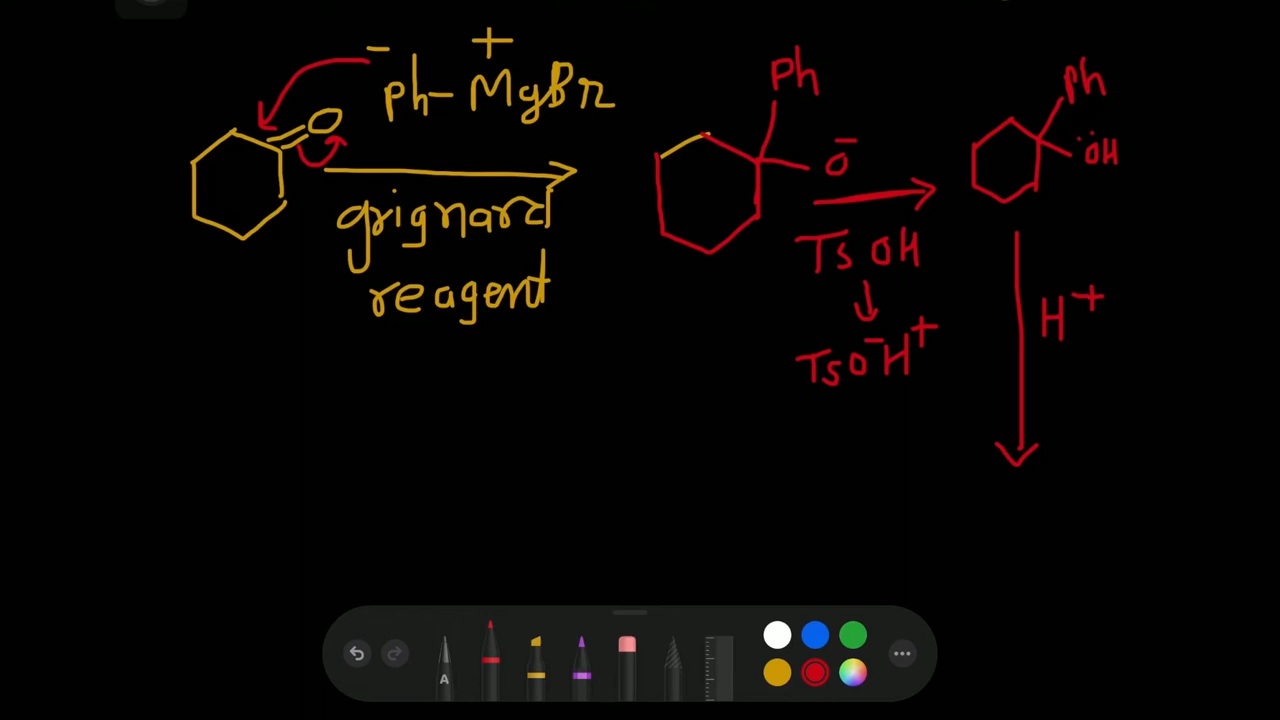 ph-MgBr
O
grignard
reagent
Ph
O-
TsOH
↓
TsO-H+
Ph
OH
H+
A